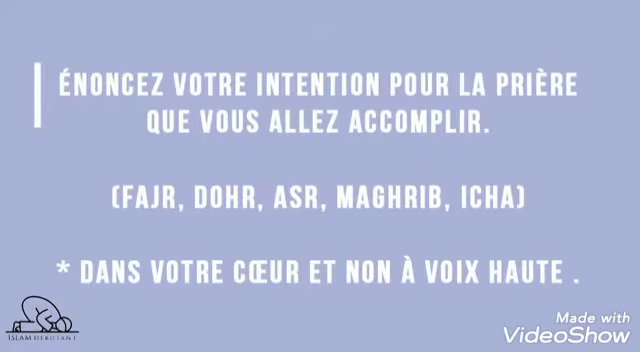 ÉNONCEZ VOTRE INTENTION POUR LA PRIÈRE
QUE VOUS ALLEZ ACCOMPLIR.
(FAJR, DOHR, ASR, MAGHRIB, ICHA)
* DANS VOTRE CŒUR ET NON À VOIX HAUTE .
ISLAM DÉBUTANT
Made with
VideoShow